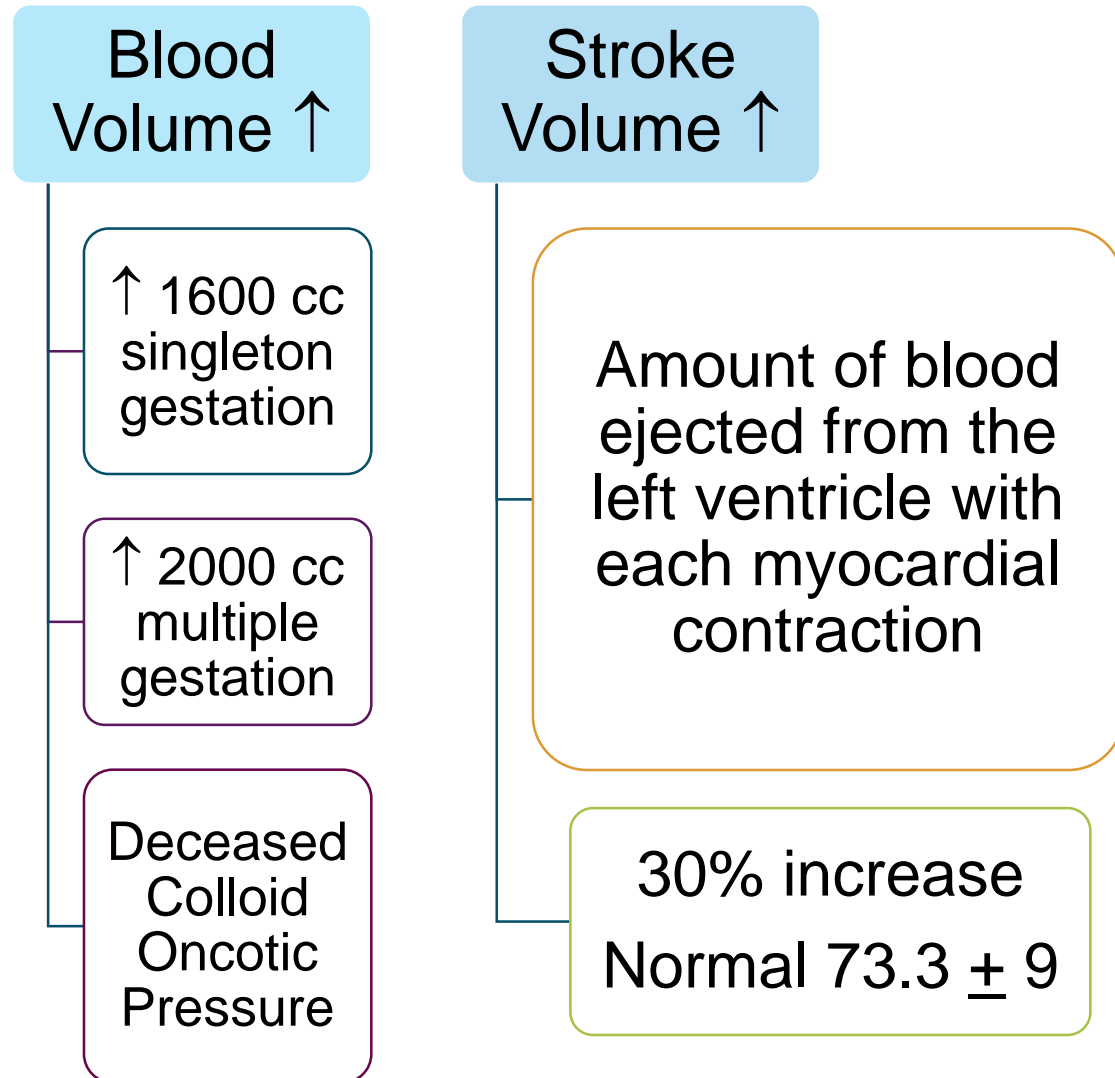 Blood
Volume ↑
↑ 1600 cc
singleton
gestation
↑ 2000 cc
multiple
gestation
Deceased
Colloid
Oncotic
Pressure
Stroke
Volume ↑
Amount of blood
ejected from the
left ventricle with
each myocardial
contraction
30% increase
Normal 73.3 ± 9